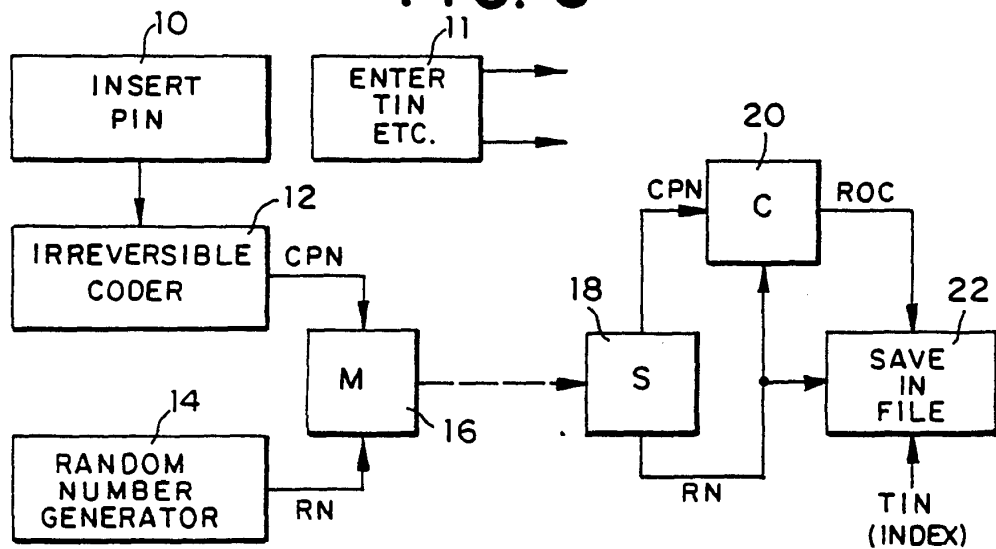 10
INSERT
PIN
11
ENTER
TIN
ETC.
12
IRREVERSIBLE
CODER
CPN
14
RANDOM
NUMBER
GENERATOR
RN
M
16
18
S
CPN
RN
20
C
ROC
22
SAVE
IN
FILE
TIN
(INDEX)